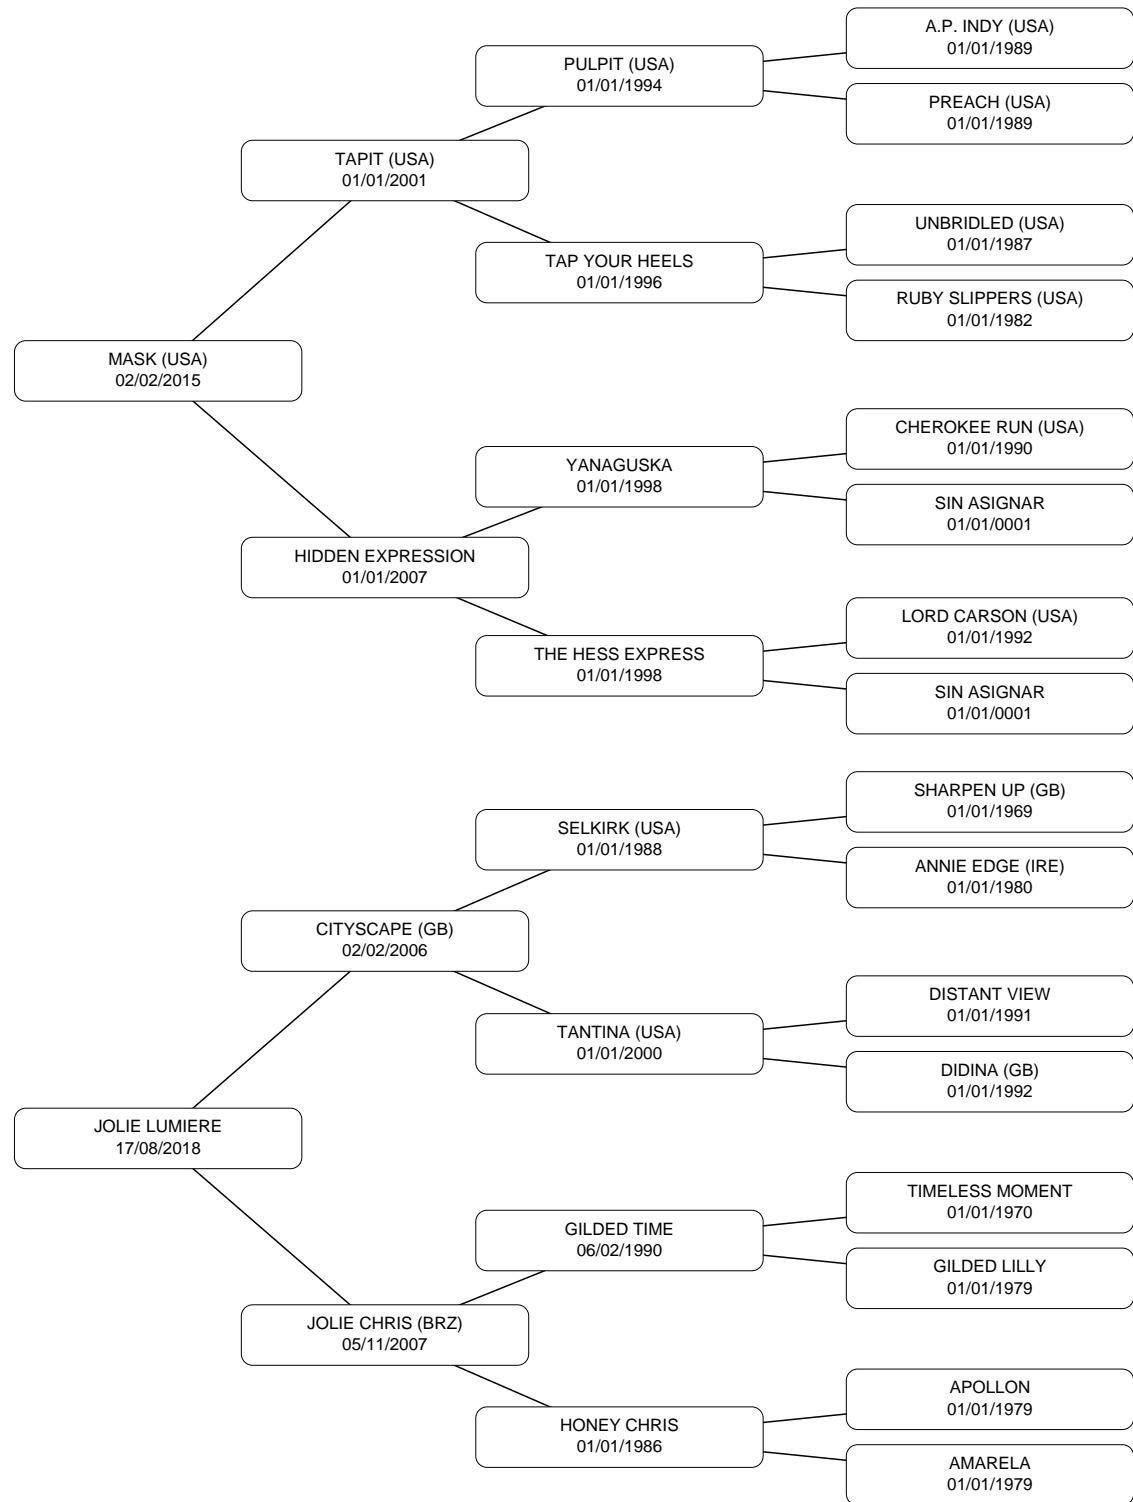 A.P. INDY (USA)
01/01/1989
PULPIT (USA)
01/01/1994
PREACH (USA)
01/01/1989
TAPIT (USA)
01/01/2001
UNBRIDLED (USA)
01/01/1987
TAP YOUR HEELS
01/01/1996
RUBY SLIPPERS (USA)
01/01/1982
MASK (USA)
02/02/2015
CHEROKEE RUN (USA)
01/01/1990
YANAGUSKA
01/01/1998
SIN ASIGNAR
01/01/0001
HIDDEN EXPRESSION
01/01/2007
LORD CARSON (USA)
01/01/1992
THE HESS EXPRESS
01/01/1998
SIN ASIGNAR
01/01/0001
SHARPEN UP (GB)
01/01/1969
SELKIRK (USA)
01/01/1988
ANNIE EDGE (IRE)
01/01/1980
CITYSCAPE (GB)
02/02/2006
DISTANT VIEW
01/01/1991
TANTINA (USA)
01/01/2000
DIDINA (GB)
01/01/1992
JOLIE LUMIERE
17/08/2018
TIMELESS MOMENT
01/01/1970
GILDED TIME
06/02/1990
GILDED LILLY
01/01/1979
JOLIE CHRIS (BRZ)
05/11/2007
APOLLON
01/01/1979
HONEY CHRIS
01/01/1986
AMARELA
01/01/1979